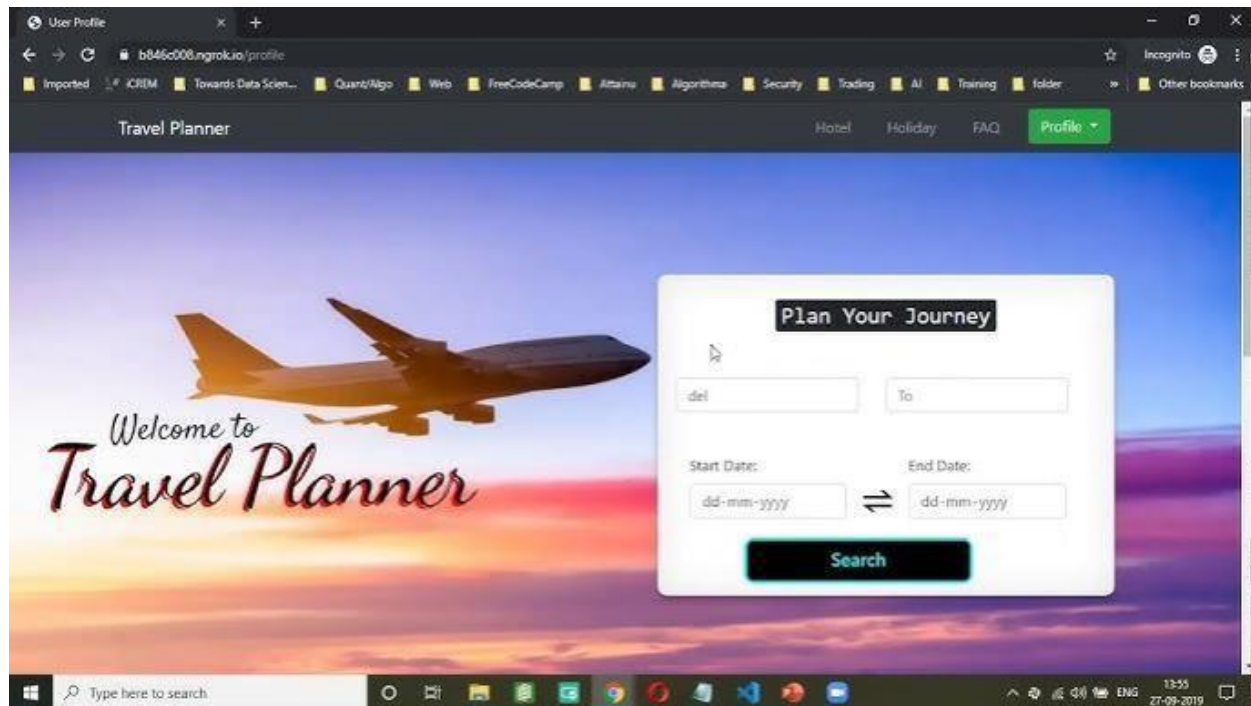 User Profile
b846c008.ngrok.io/profile
Incognito
Imported iCREM Towards Data Scien... Quant/Algo Web FreeCodeCamp Attainu Algorithms Security Trading AI Training folder » Other bookmarks
Travel Planner Hotel Holiday FAQ Profile
Plan Your Journey
del To
Welcome to
Travel Planner
Start Date: End Date:
dd-mm-yyyy dd-mm-yyyy
Search
Type here to search
ENG
13:55
27-09-2019